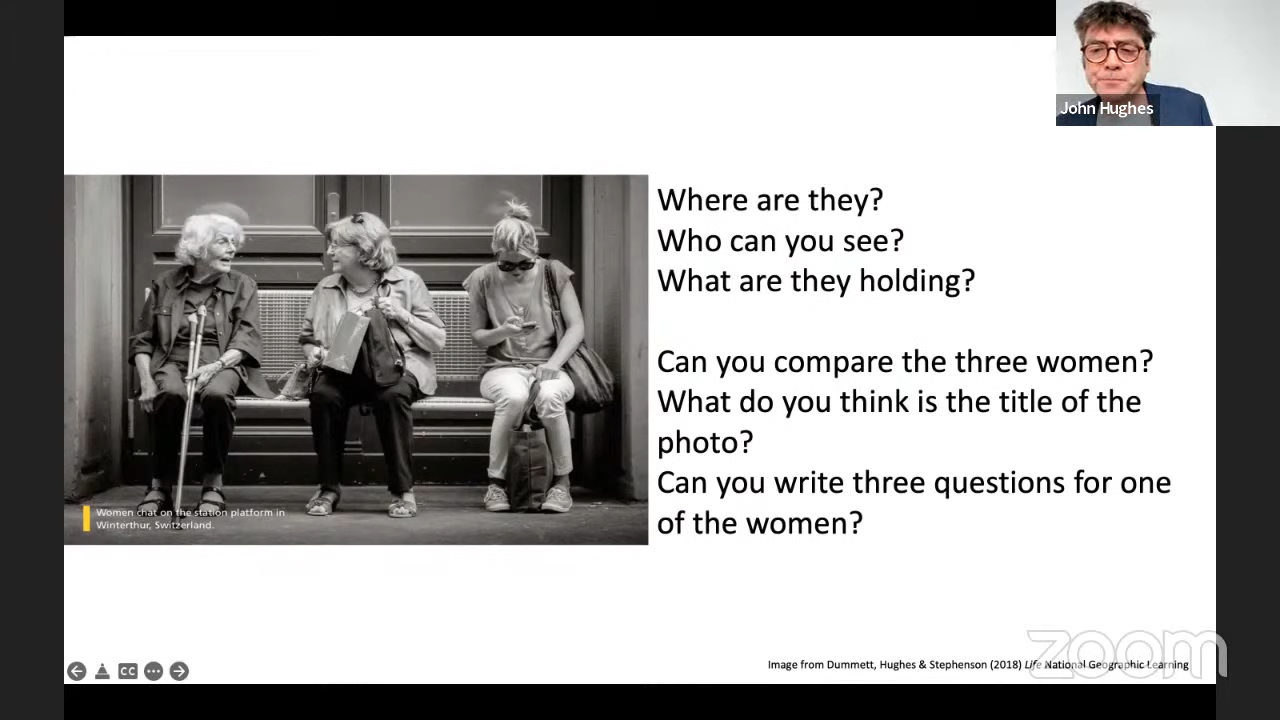 John Hughes
Where are they?
Who can you see?
What are they holding?
Can you compare the three women?
What do you think is the title of the
photo?
Can you write three questions for one
of the women?
Women chat on the station platform in
Winterthur, Switzerland.
CC
Image from Dummett, Hughes & Stephenson (2018) Life National Geographic Learning
zoom